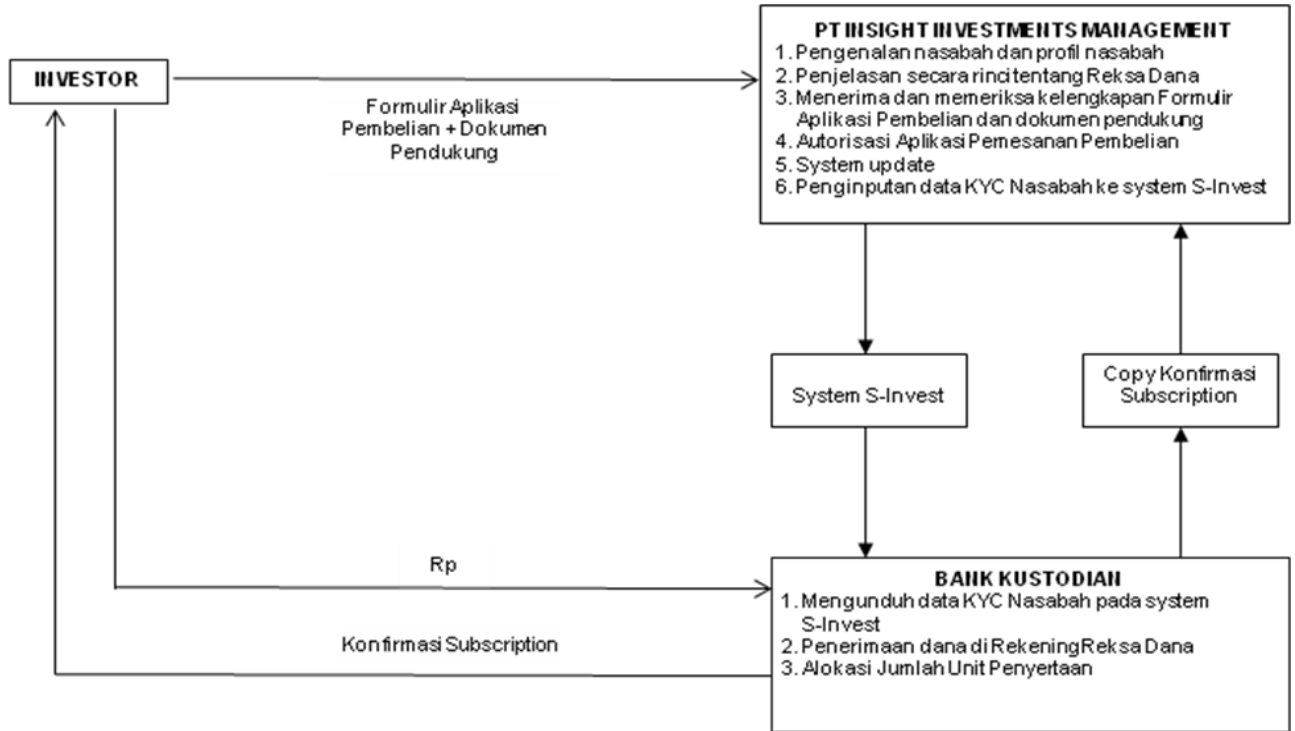 PT INSIGHT INVESTMENTS MANAGEMENT
1. Pengenalan nasabah dan profil nasabah
2. Penjelasan secara rinci tentang Reksa Dana
3. Menerima dan memeriksa kelengkapan Formulir
Aplikasi Pembelian dan dokumen pendukung
4. Autorisasi Aplikasi Pemesanan Pembelian
5. System update
6. Penginputan data KYC Nasabah ke system S-Invest
INVESTOR
Formulir Aplikasi
Pembelian + Dokumen
Pendukung
System S-Invest
Copy Konfirmasi
Subscription
Rp
Konfirmasi Subscription
BANK KUSTODIAN
1. Mengunduh data KYC Nasabah pada system
S-Invest
2. Penerimaan dana di Rekening Reksa Dana
3. Alokasi Jumlah Unit Penyertaan